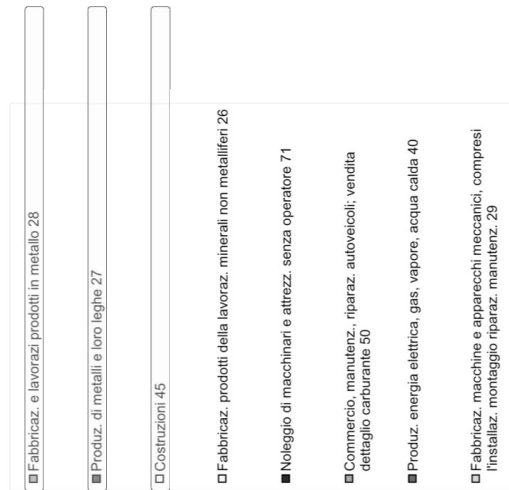 Fabbricaz. e lavorazi prodotti in metallo 28
Produz. di metalli e loro leghe 27
Costruzioni 45
Fabbricaz. prodotti della lavoraz. minerali non metalliferi 26
Noleggio di macchinari e attrezz. senza operatore 71
Commercio, manutenz., riparaz. autoveicoli; vendita
dettaglio carburante 50
Produz. energia elettrica, gas, vapore, acqua calda 40
Fabbricaz. macchine e apparecchi meccanici, compresi
l'installaz. montaggio riparaz. manutenz. 29